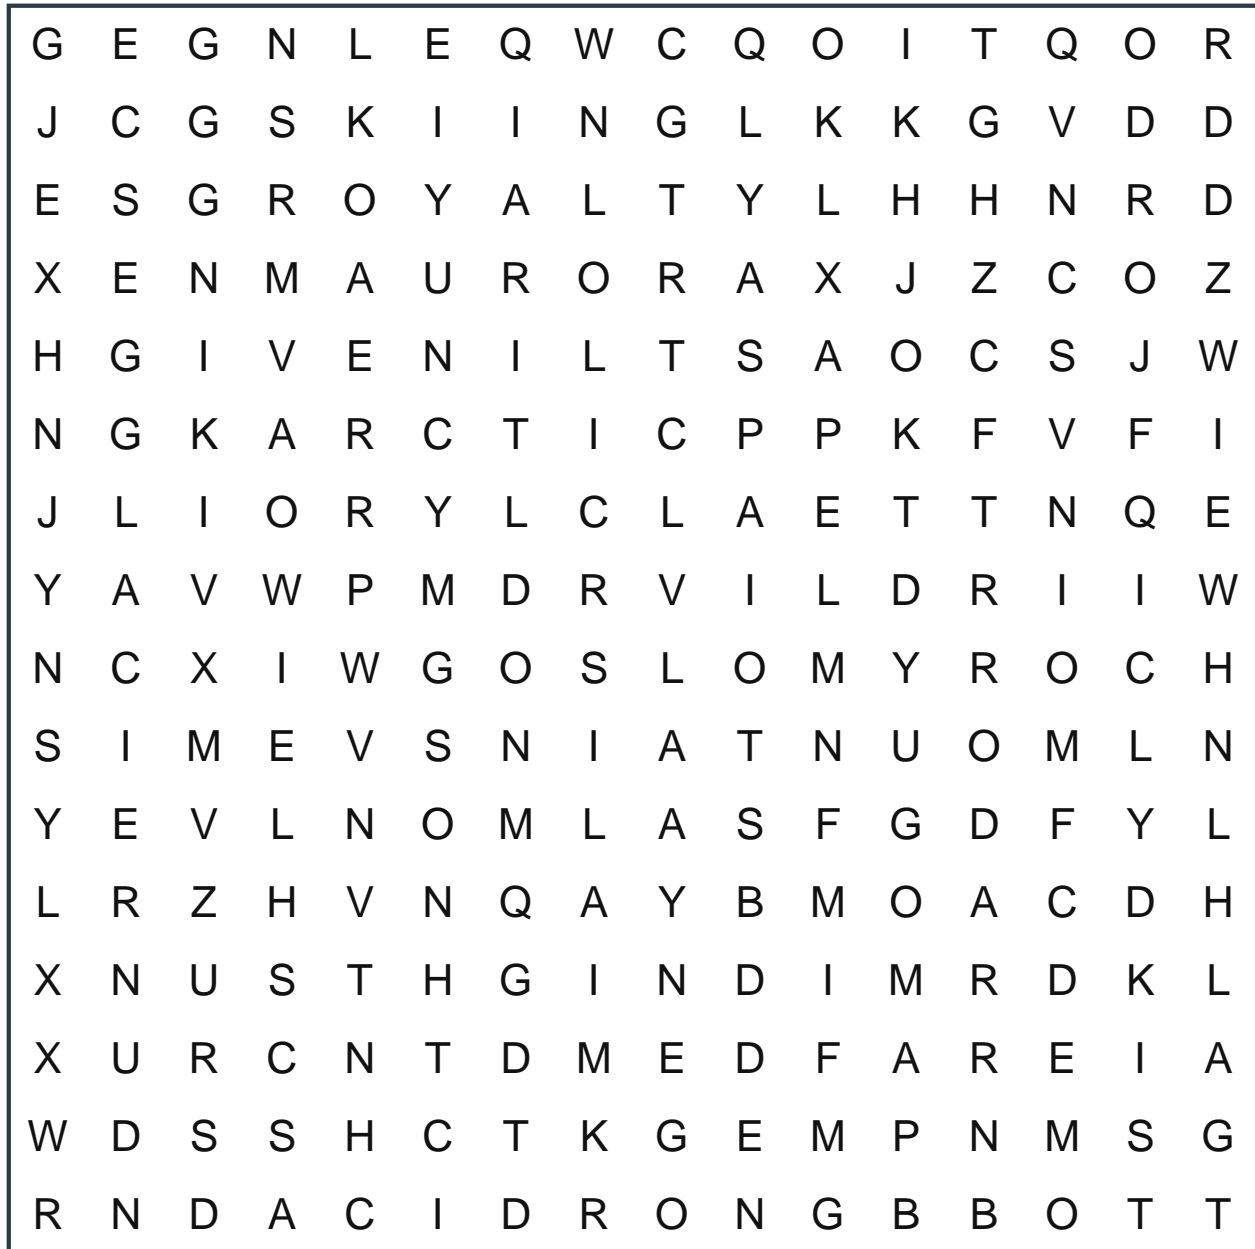 G E G N L E Q W C Q O I T Q O R
J C G S K I I N G L K K G V D D
E S G R O Y A L T Y L H H N R D
X E N M A U R O R A X J Z C O Z
H G I V E N I L T S A O C S J W
N G K A R C T I C P P K F V F I
J L I O R Y L C L A E T T N Q E
Y A V W P M D R V I L D R I I W
N C X I W G O S L O M Y R O C H
S I M E V S N I A T N U O M L N
Y E V L N O M L A S F G D F Y L
L R Z H V N Q A Y B M O A C D H
X N U S T H G I N D I M R D K L
X U R C N T D M E D F A R E I A
W D S S H C T K G E M P N M S G
R N D A C I D R O N G B B O T T